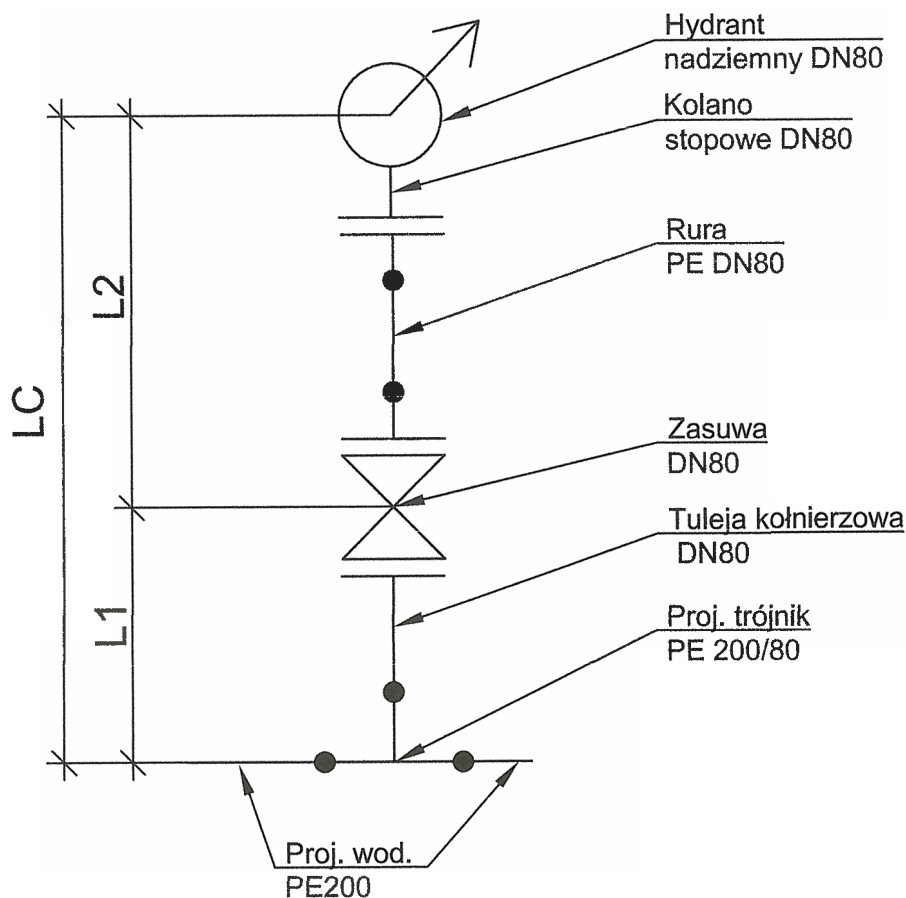 Hydrant
nadziemny DN80
Kolano
stopowe DN80
Rura
PE DN80
L2
LC
Zasuwa
DN80
Tuleja kołnierzowa
DN80
L1
Proj. trójnik
PE 200/80
Proj. wod.
PE200